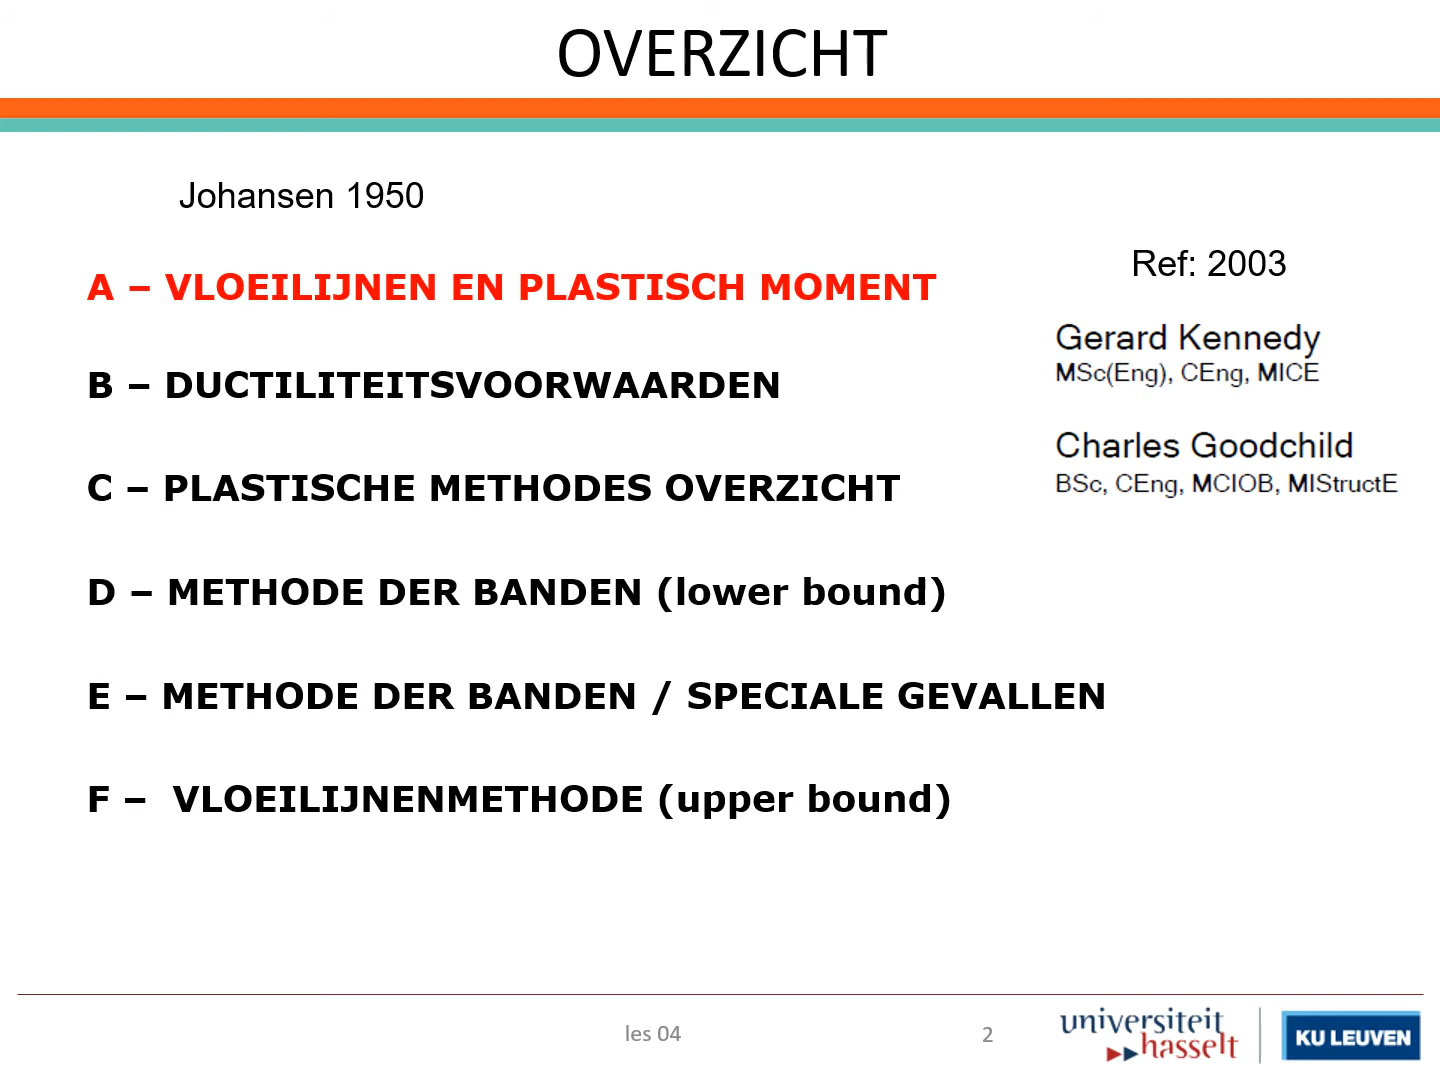 OVERZICHT
Johansen 1950
Ref: 2003
A – VLOEILIJNEN EN PLASTISCH MOMENT
Gerard Kennedy
MSc(Eng), CEng, MICE
B – DUCTILITEITSVOORWAARDEN
Charles Goodchild
BSc, CEng, MCIOB, MIStructE
C – PLASTISCHE METHODES OVERZICHT
D – METHODE DER BANDEN (lower bound)
E – METHODE DER BANDEN / SPECIALE GEVALLEN
F – VLOEILIJNENMETHODE (upper bound)
les 04
2
universiteit
hasselt
KU LEUVEN